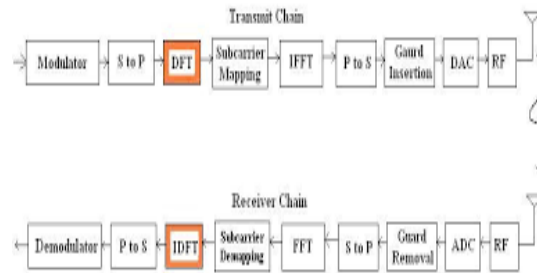 Transmit Chain
Modulator
S to P
DFT
Subcarrier
Mapping
IFFT
P to S
Gaurd
Insertion
DAC
RF
Receiver Chain
Demodulator
P to S
IDFT
Subcarrier
Demapping
FFT
S to P
Guard
Removal
ADC
RF